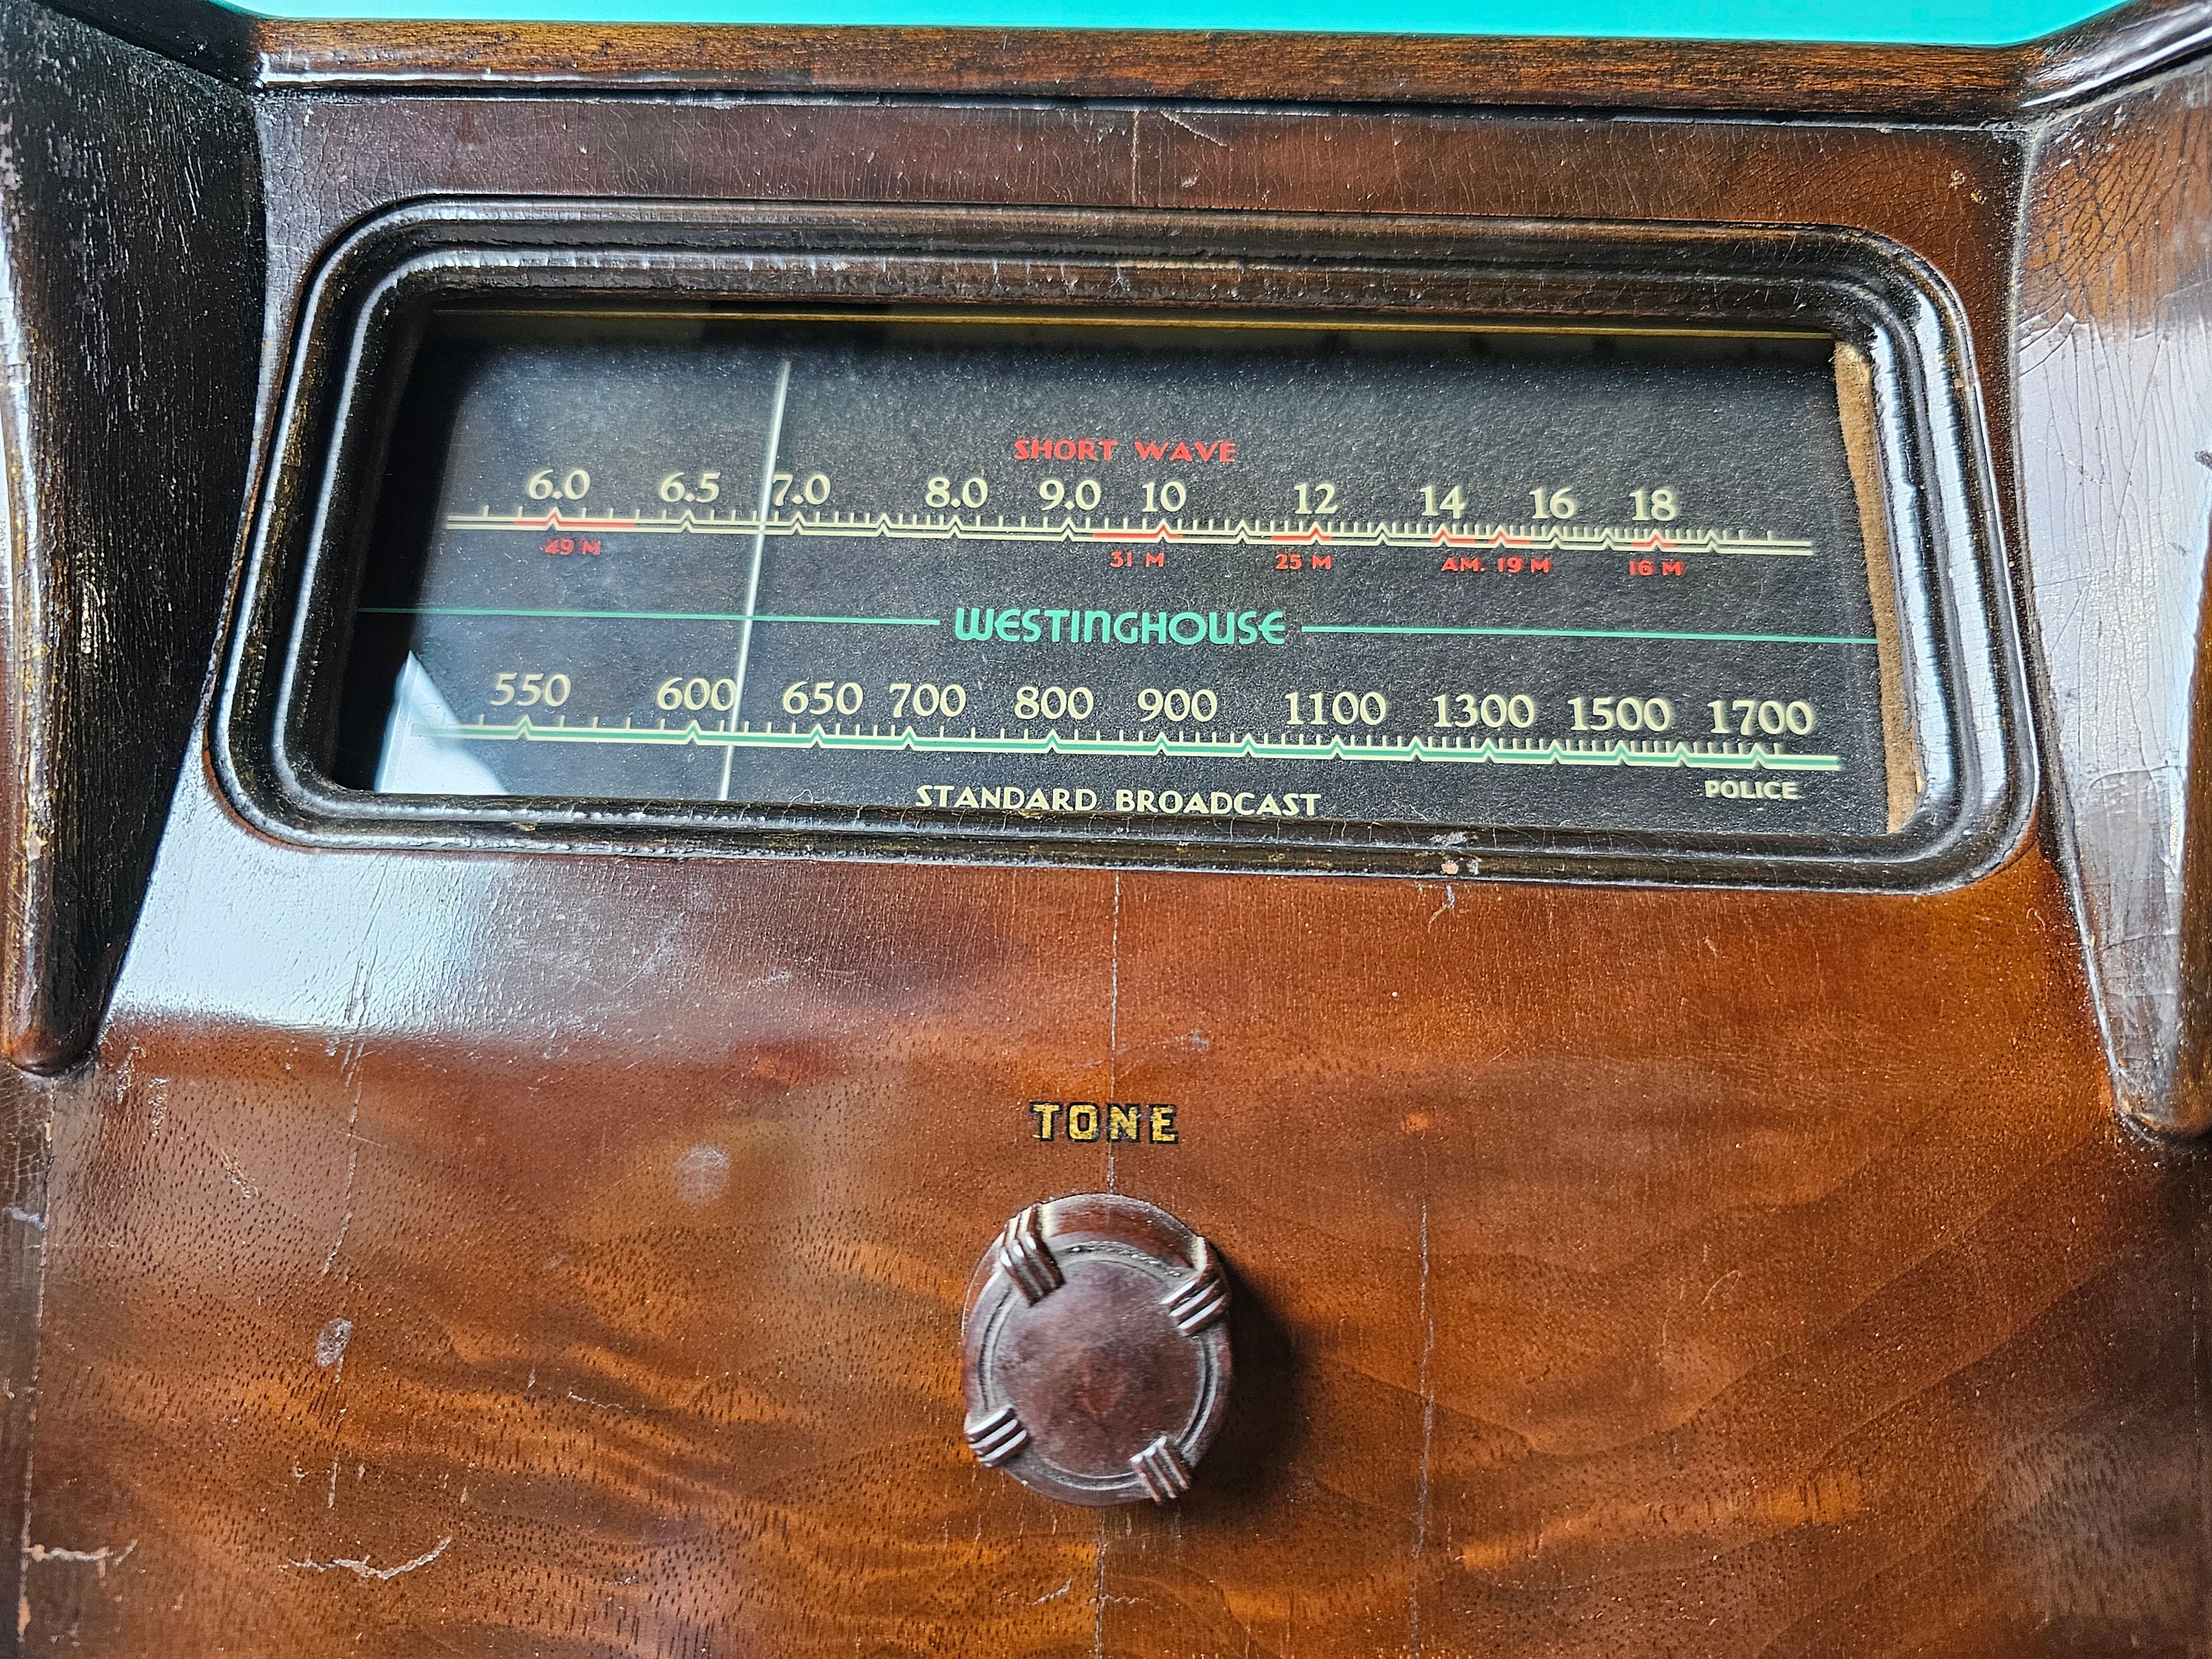 SHORT WAVE
6.0 6.5 7.0 8.0 9.0 10 12 14 16 18
49 M 31 M 25 M AM. 19 M 16 M
WESTINGHOUSE
550 600 650 700 800 900 1100 1300 1500 1700
STANDARD BROADCAST POLICE
TONE